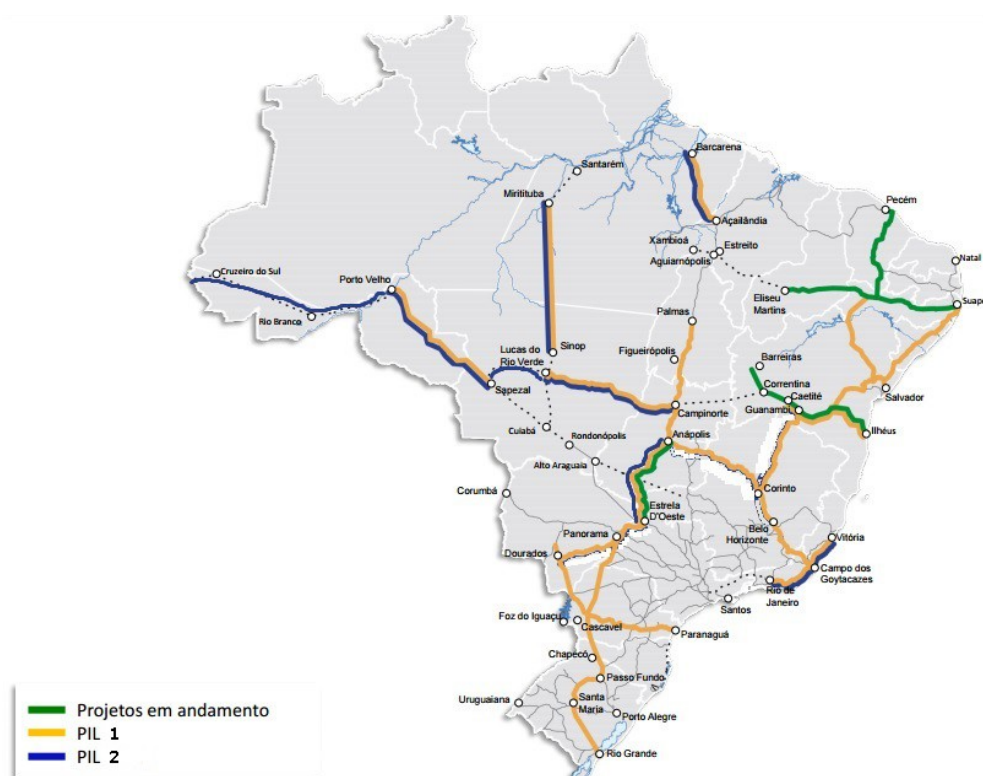 Barcarena
Santarém
Miritituba
Açailândia
Pecém
Xambioá
Estreito
Aguiarnópolis
Natal
Cruzeiro do Sul
Porto Velho
Eliseu
Martins
Suape
Rio Branco
Palmas
Lucas do
Rio Verde
Sinop
Figueirópolis
Barreiras
Sapezal
Correntina
Caetité
Salvador
Campinorte
Guanambi
Cuiabá
Ilhéus
Rondonópolis
Anápolis
Alto Araguaia
Corumbá
Corinto
Estrela
D'Oeste
Panorama
Belo
Horizonte
Vitória
Dourados
Campo dos
Goytacazes
Rio de
Janeiro
Santos
Foz do Iguaçu
Cascavel
Paranaguá
Chapecó
Passo Fundo
Uruguaiana
Santa
Maria
Porto Alegre
Rio Grande
Projetos em andamento
PIL 1
PIL 2